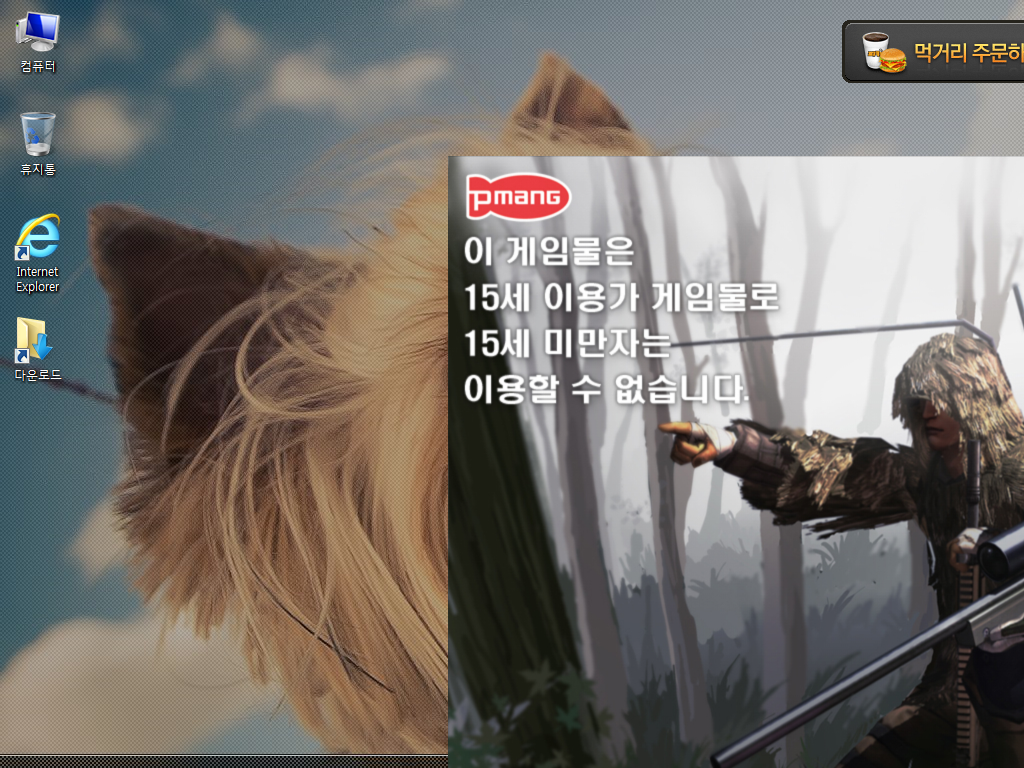 컴퓨터
휴지통
Internet
Explorer
다운로드
먹거리 주문하
pmang
이 게임물은
15세 이용가 게임물로
15세 미만자는
이용할 수 없습니다.